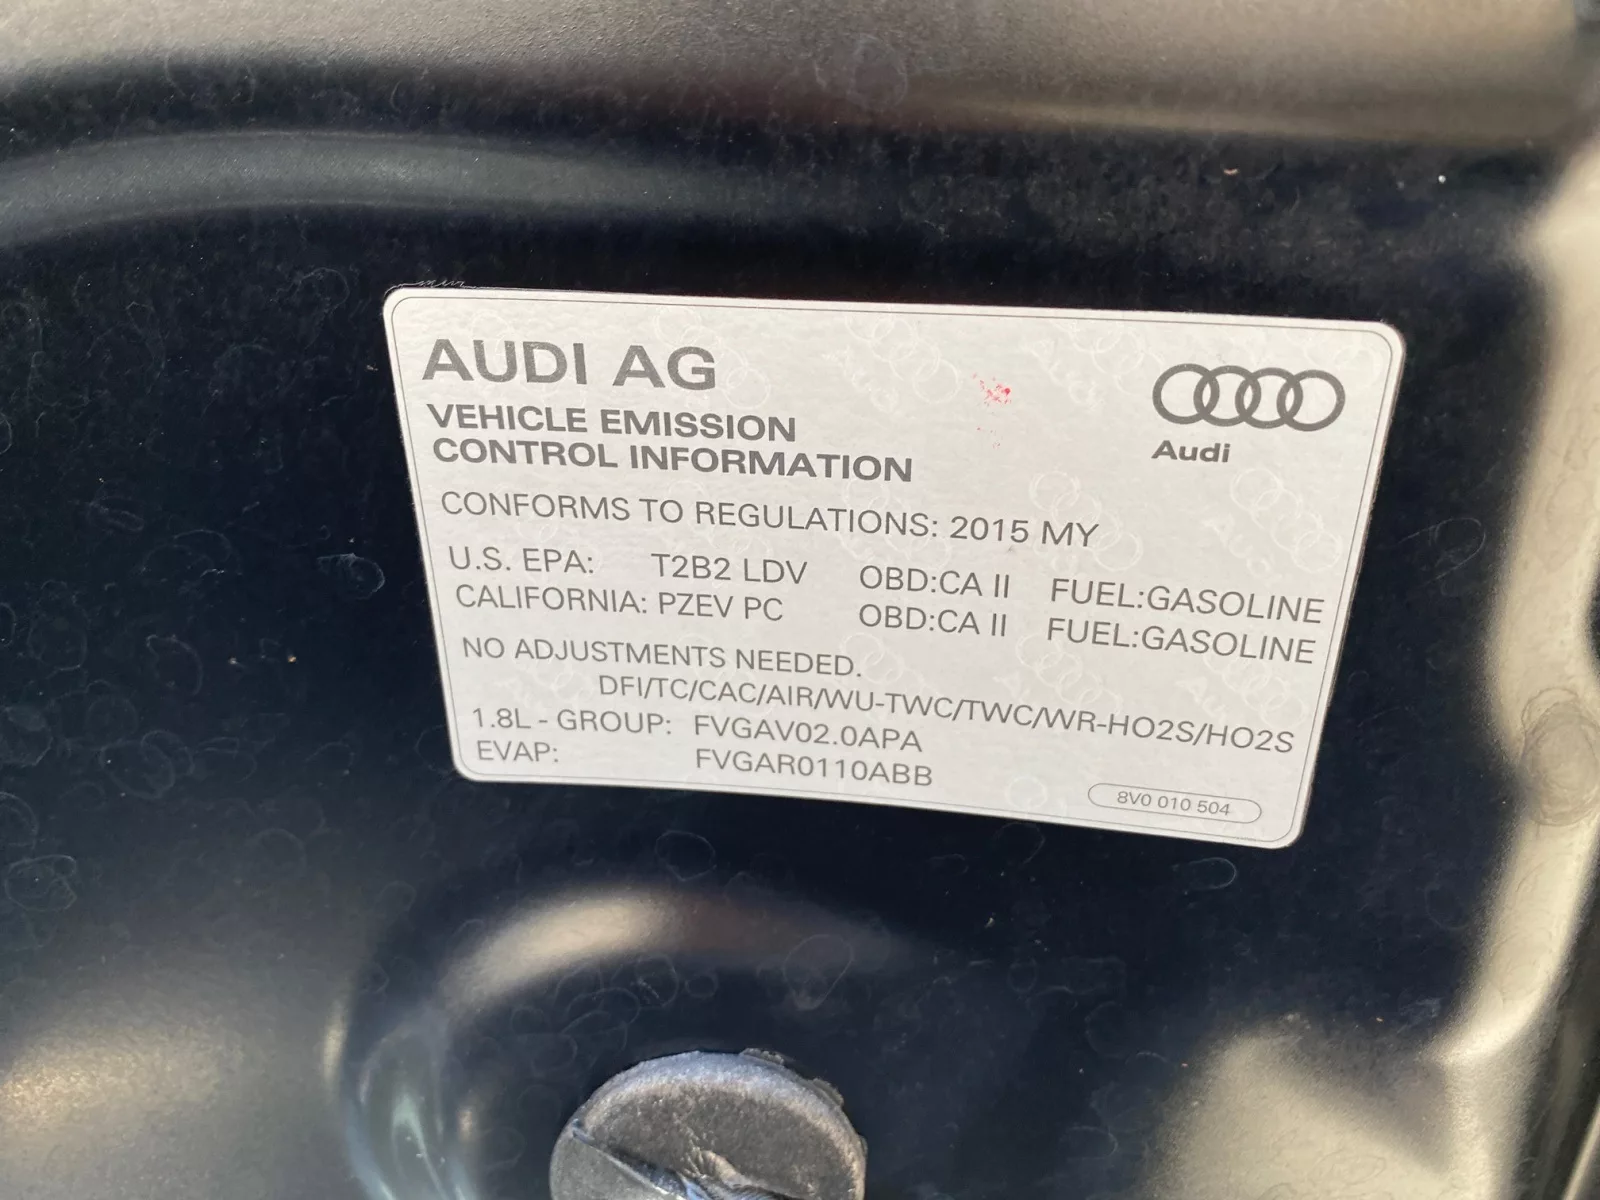 AUDI AG
Audi
VEHICLE EMISSION
CONTROL INFORMATION
CONFORMS TO REGULATIONS: 2015 MY
U.S. EPA: T2B2 LDV OBD:CA II FUEL:GASOLINE
CALIFORNIA: PZEV PC OBD:CA II FUEL:GASOLINE
NO ADJUSTMENTS NEEDED.
DFI/TC/CAC/AIR/WU-TWC/TWC/WR-HO2S/HO2S
1.8L - GROUP: FVGAV02.0APA
EVAP: FVGAR0110ABB
8V0 010 504